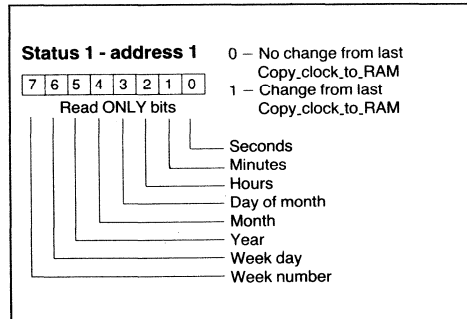 Status 1 - address 1
0 – No change from last
Copy_clock_to_RAM
1 – Change from last
Copy_clock_to_RAM
7 6 5 4 3 2 1 0
Read ONLY bits
Seconds
Minutes
Hours
Day of month
Month
Year
Week day
Week number